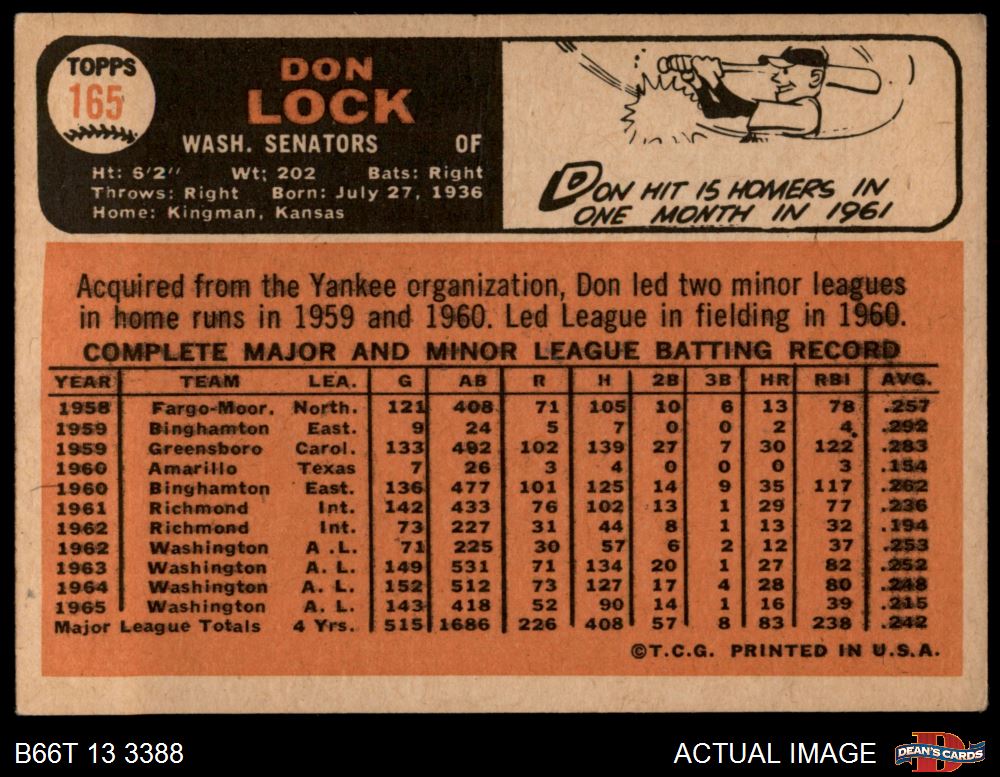 TOPPS
165
DON
LOCK
WASH. SENATORS OF
Ht: 6'2" Wt: 202 Bats: Right
Throws: Right Born: July 27, 1936
Home: Kingman, Kansas
DON HIT 15 HOMERS IN
ONE MONTH IN 1961
Acquired from the Yankee organization, Don led two minor leagues
in home runs in 1959 and 1960. Led League in fielding in 1960.
COMPLETE MAJOR AND MINOR LEAGUE BATTING RECORD
YEAR TEAM LEA. G AB R H 2B 3B HR RBI AVG.
1958 Fargo-Moor. North. 121 408 71 105 10 6 13 78 .257
1959 Binghamton East. 9 24 5 7 0 0 2 4 .292
1959 Greensboro Carol. 133 492 102 139 27 7 30 122 .283
1960 Amarillo Texas 7 26 3 4 0 0 0 3 .154
1960 Binghamton East. 136 477 101 125 14 9 35 117 .262
1961 Richmond Int. 142 433 76 102 13 1 29 77 .236
1962 Richmond Int. 73 227 31 44 8 1 13 32 .194
1962 Washington A .L. 71 225 30 57 6 2 12 37 .253
1963 Washington A. L. 149 531 71 134 20 1 27 82 .252
1964 Washington A. L. 152 512 73 127 17 4 28 80 .248
1965 Washington A. L. 143 418 52 90 14 1 16 39 .215
Major League Totals 4 Yrs. 515 1686 226 408 57 8 83 238 .242
©T.C.G. PRINTED IN U.S.A.
B66T 13 3388 ACTUAL IMAGE
DEAN'S CARDS